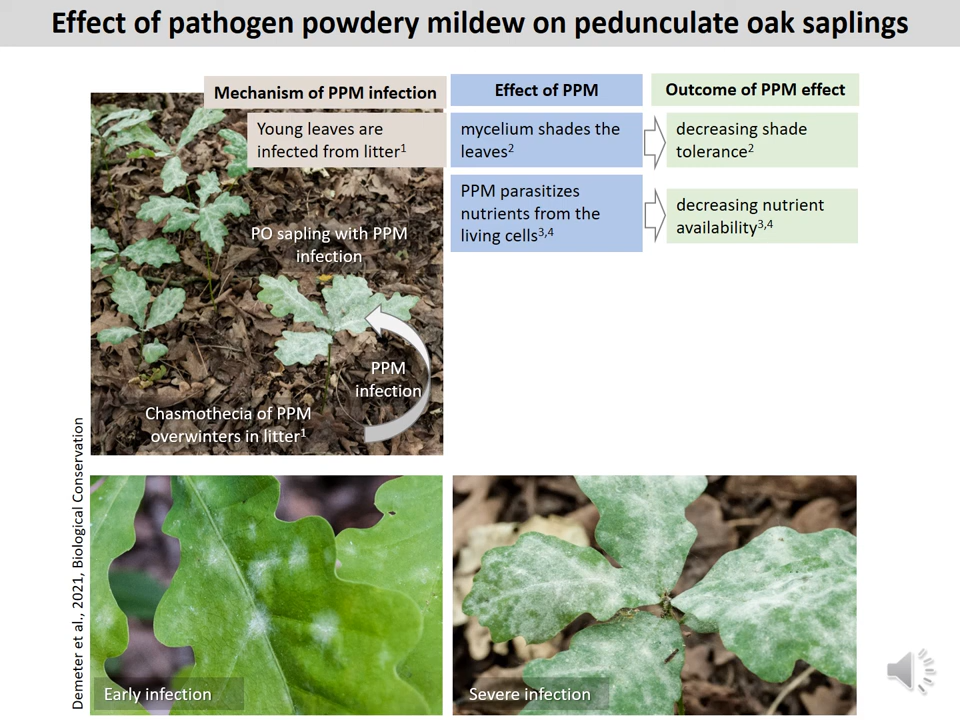 Effect of pathogen powdery mildew on pedunculate oak saplings
Mechanism of PPM infection
Effect of PPM
Outcome of PPM effect
Young leaves are
infected from litter¹
mycelium shades the
leaves²
decreasing shade
tolerance²
PPM parasitizes
nutrients from the
living cells³,⁴
decreasing nutrient
availability³,⁴
PO sapling with PPM
infection
PPM
infection
Chasmothecia of PPM
overwinters in litter¹
Demeter et al., 2021, Biological Conservation
Early infection
Severe infection